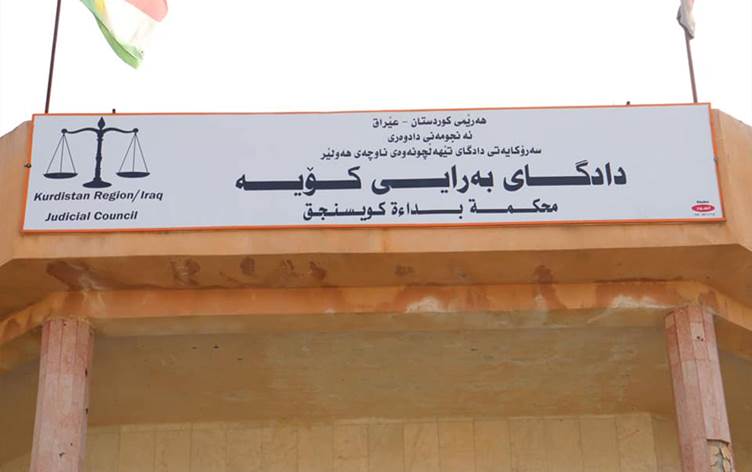 هەرێمی کوردستان - عێراق
ئەنجومەنی دادوەری
سەرۆکایەتی دادگای تێهەڵچونەوەی ناوچەی هەولێر
دادگای بەرایی کۆیە
محكمة بداءة كويسنجق
Kurdistan Region/Iraq
Judicial Council